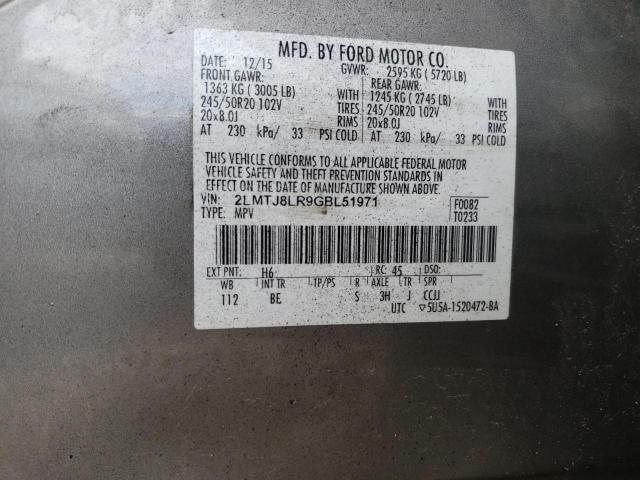 MFD. BY FORD MOTOR CO.
DATE: 12/15 GVWR: 2595 KG ( 5720 LB)
FRONT GAWR: REAR GAWR:
1363 KG ( 3005 LB) WITH 1245 KG ( 2745 LB) WITH
245/50R20 102V TIRES 245/50R20 102V TIRES
20x8.0J RIMS 20x8.0J RIMS
AT 230 kPa/ 33 PSI COLD AT 230 kPa/ 33 PSI COLD
THIS VEHICLE CONFORMS TO ALL APPLICABLE FEDERAL MOTOR
VEHICLE SAFETY AND THEFT PREVENTION STANDARDS IN
EFFECT ON THE DATE OF MANUFACTURE SHOWN ABOVE.
VIN: 2LMTJ8LR9GBL51971 F0082
TYPE: MPV T0233
EXT PNT: H6 RC: 45 DSO:
WB INT TR TP/PS R AXLE TR SPR
112 BE S 3H J CCJJ
UTC ▽5U5A-1520472-BA